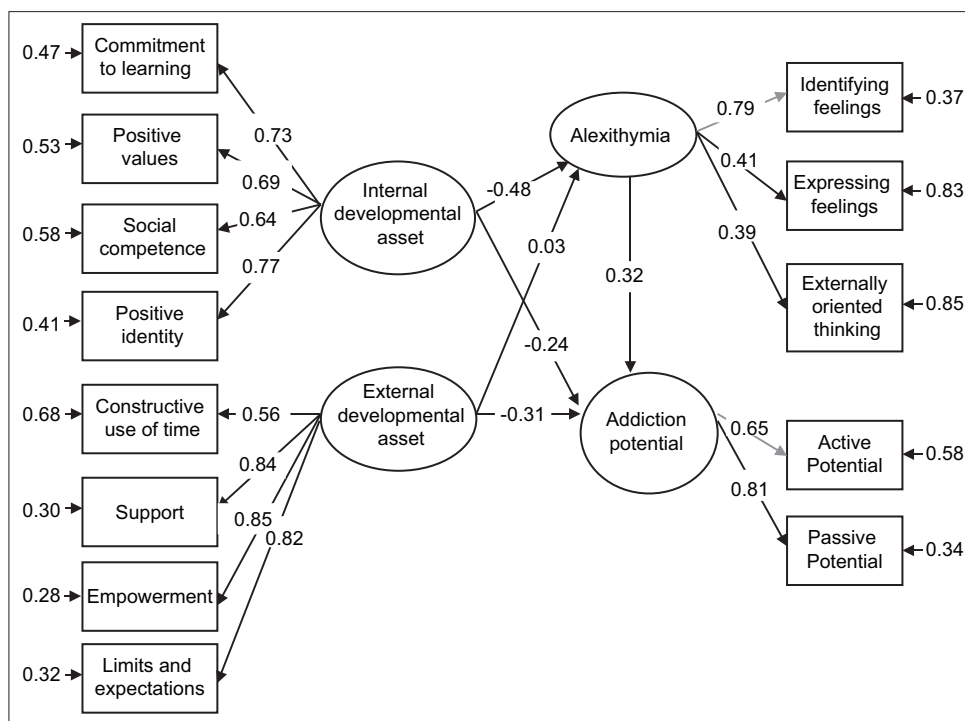 0.47
Commitment
to learning
0.53
Positive
values
0.58
Social
competence
0.41
Positive
identity
0.68
Constructive
use of time
0.30
Support
0.28
Empowerment
0.32
Limits and
expectations
0.73
0.69
0.64
0.77
0.56
0.84
0.85
0.82
Internal
developmental
asset
External
developmental
asset
-0.48
0.03
-0.24
-0.31
Alexithymia
0.32
Addiction
potential
0.79
0.41
0.39
0.65
0.81
Identifying
feelings
0.37
Expressing
feelings
0.83
Externally
oriented
thinking
0.85
Active
Potential
0.58
Passive
Potential
0.34